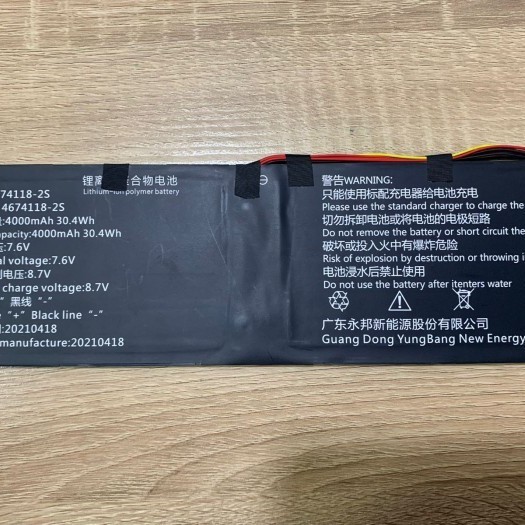 锂离 合物电池
Lithium-ion polymer battery
74118-2S
4674118-2S
:4000mAh 30.4Wh
apacity:4000mAh 30.4Wh
:7.6V
al voltage:7.6V
电压:8.7V
charge voltage:8.7V
” 黑线 “-”
e “+” Black line “-”
:20210418
manufacture:20210418
警告WARNING:
只能使用标配充电器给电池充电
Please use the standard charger to charge the
切勿拆卸电池或将电池的电极短路
Do not remove the battery or short circuit the
破坏或投入火中有爆炸危险
Risk of explosion by destruction or throwing i
电池浸水后禁止使用
Do not use the battery after itenters water
广东永邦新能源股份有限公司
Guang Dong YungBang New Energy